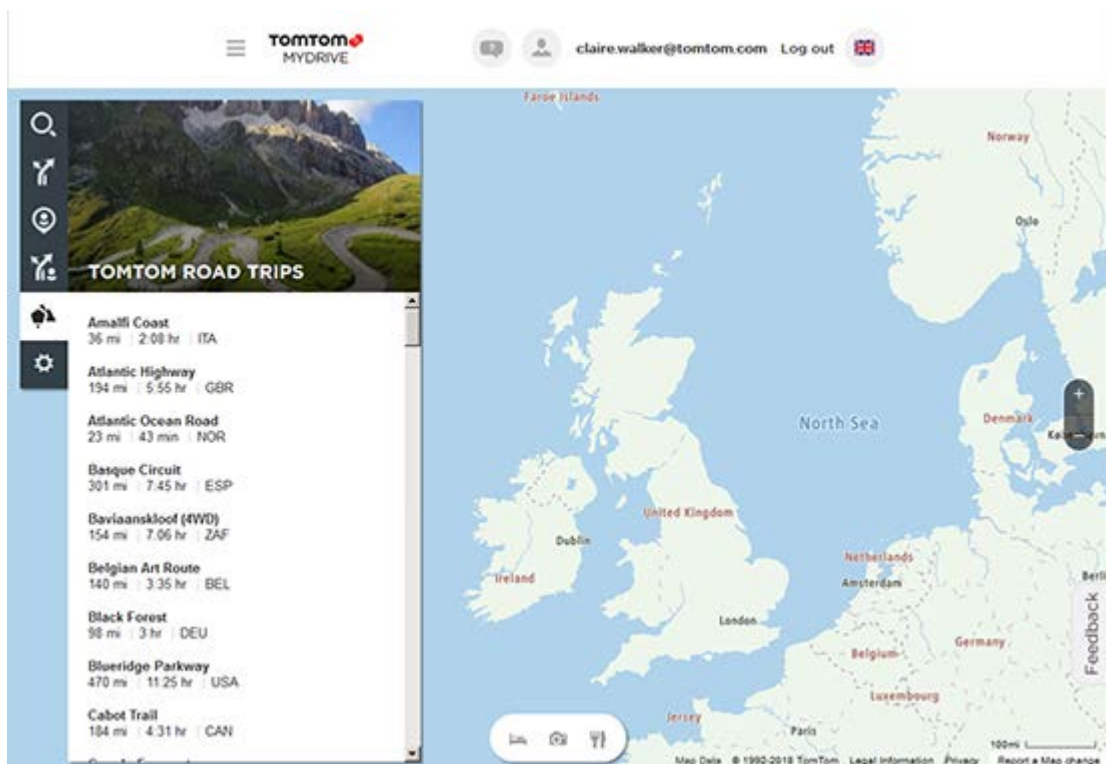 TOMTOM
MYDRIVE
claire.walker@tomtom.com Log out
TOMTOM ROAD TRIPS
Amalfi Coast
36 mi 2:08 hr ITA
Atlantic Highway
194 mi 5:55 hr GBR
Atlantic Ocean Road
23 mi 43 min NOR
Basque Circuit
301 mi 7:45 hr ESP
Baviaanskloof (4WD)
154 mi 7:06 hr ZAF
Belgian Art Route
140 mi 3:35 hr BEL
Black Forest
98 mi 3 hr DEU
Blueridge Parkway
470 mi 11:25 hr USA
Cabot Trail
184 mi 4:31 hr CAN
Faroe Islands
Norway
Oslo
North Sea
Denmark
+
United Kingdom
Dublin
Ireland
Netherlands
Amsterdam
Berli
London
Germany
Belgium
Luxembourg
Jersey
Paris
Feedback
100mi
Map Data © 1992-2018 TomTom Legal Information Privacy Report a Map change